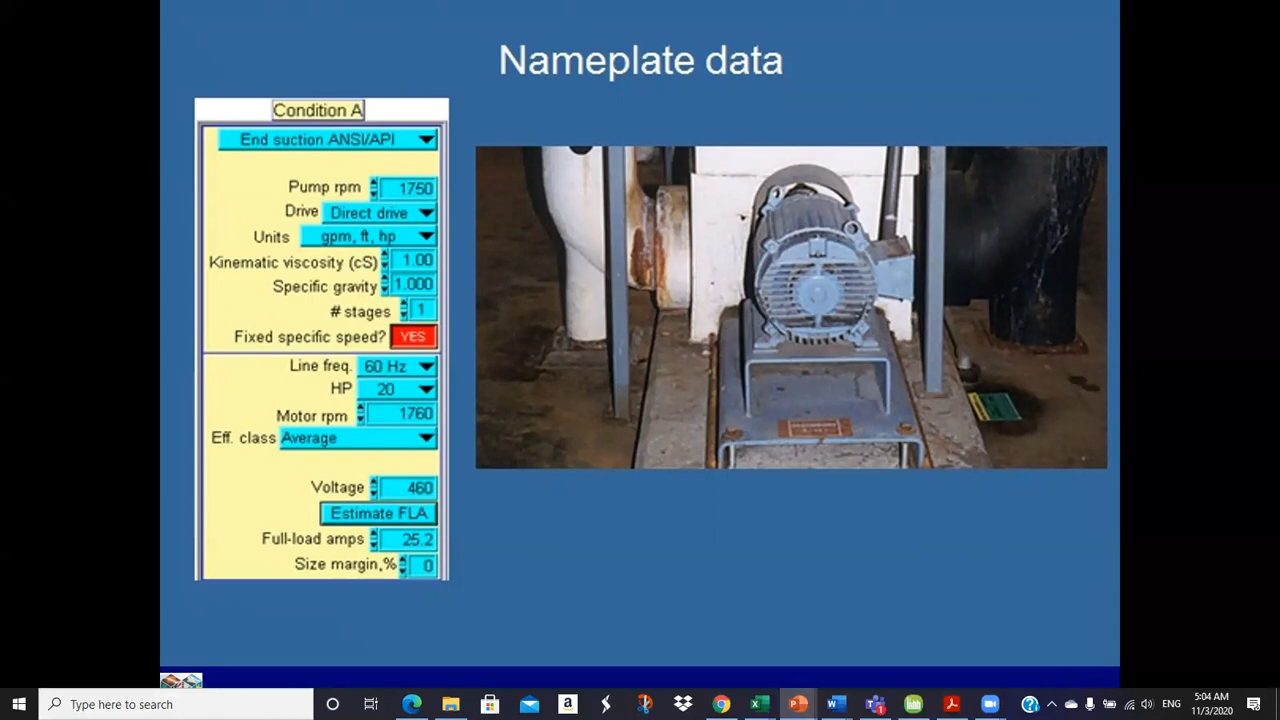 Nameplate data
Condition A
End suction ANSI/API
Pump rpm 1750
Drive Direct drive
Units gpm, ft, hp
Kinematic viscosity (cS) 1.00
Specific gravity 1.000
# stages 1
Fixed specific speed? YES
Line freq. 60 Hz
HP 20
Motor rpm 1760
Eff. class Average
Voltage 460
Estimate FLA
Full-load amps 25.2
Size margin,% 0
Type here to search
ENG
5:04 AM
11/3/2020